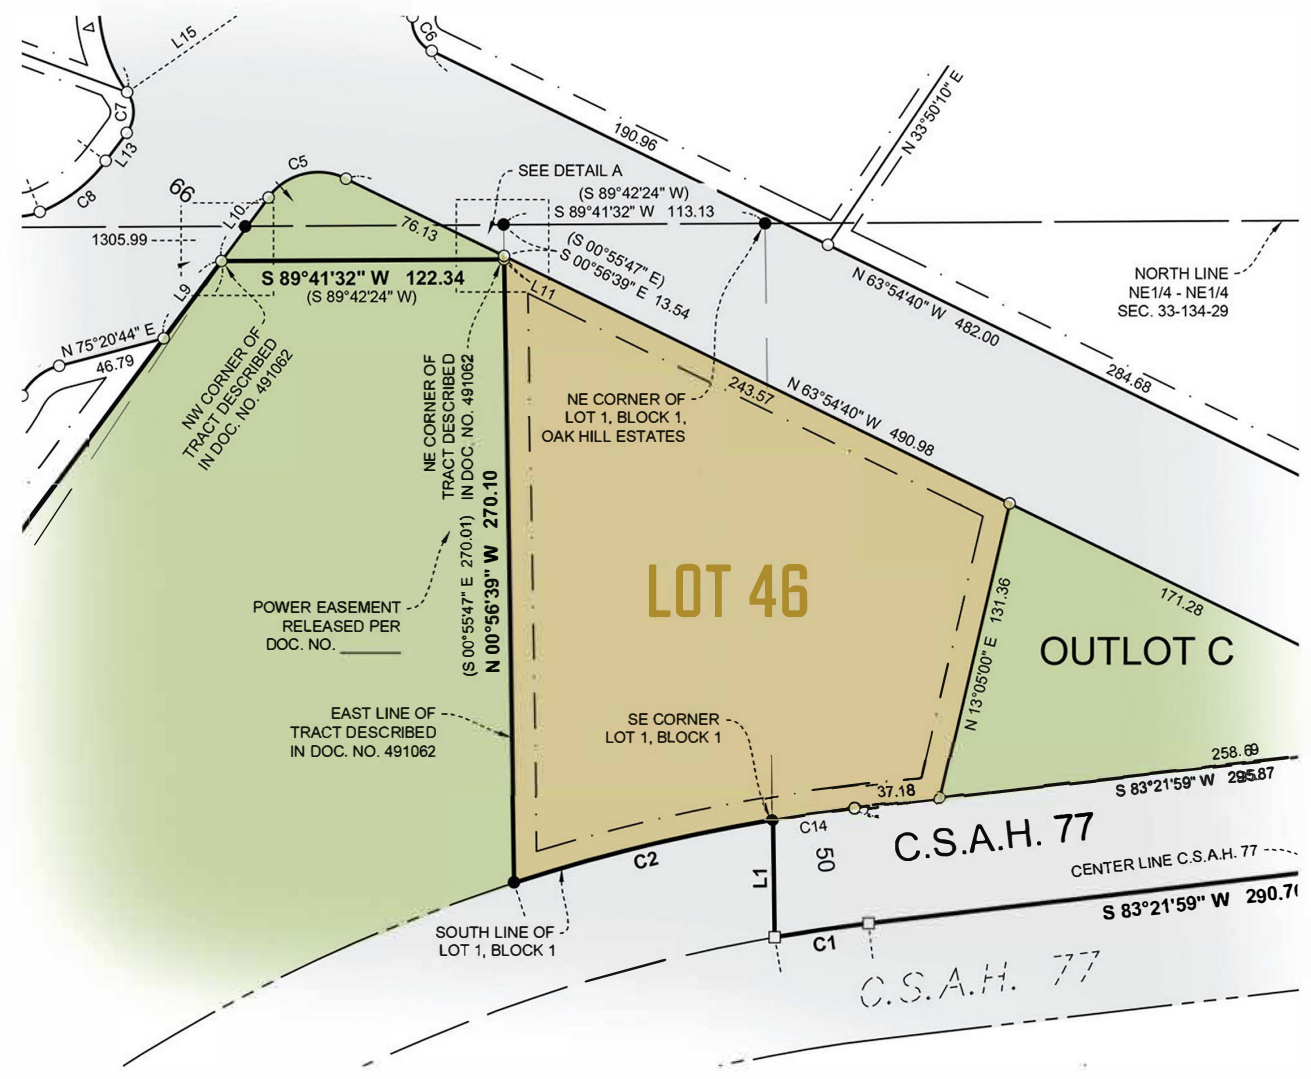 L15
C6
C7
L13
C8
190.96
N 33°50'10" E
66
C5
SEE DETAIL A
(S 89°42'24" W)
S 89°41'32" W 113.13
L10
76.13
1305.99
(S 00°55'47" E)
S 00°56'39" E 13.54
NORTH LINE
NE1/4 - NE1/4
SEC. 33-134-29
S 89°41'32" W 122.34
(S 89°42'24" W)
L9
L11
N 63°54'40" W 482.00
284.68
N 75°20'44" E
46.79
NW CORNER OF
TRACT DESCRIBED
IN DOC. NO. 491062
NE CORNER OF
TRACT DESCRIBED
IN DOC. NO. 491062
243.57
N 63°54'40" W 490.98
NE CORNER OF
LOT 1, BLOCK 1,
OAK HILL ESTATES
(S 00°55'47" E 270.01)
N 00°56'39" W 270.10
LOT 46
POWER EASEMENT
RELEASED PER
DOC. NO. ______
N 13°05'00" E 131.36
171.28
OUTLOT C
EAST LINE OF
TRACT DESCRIBED
IN DOC. NO. 491062
SE CORNER
LOT 1, BLOCK 1
258.69
S 83°21'59" W
37.18
C14
C.S.A.H. 77
50
C2
L1
CENTER LINE C.S.A.H. 77
S 83°21'59" W
SOUTH LINE OF
LOT 1, BLOCK 1
C1
C.S.A.H. 77